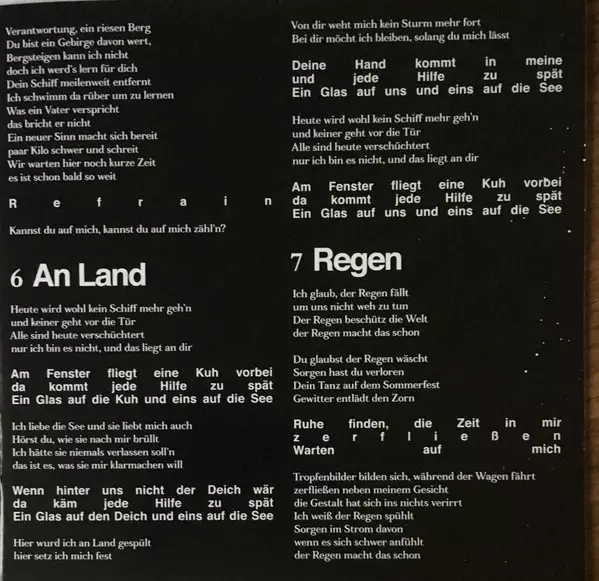 Verantwortung, ein riesen Berg
Du bist ein Gebirge davon wert,
Bergsteigen kann ich nicht
doch ich werd's lern für dich
Dein Schiff meilenweit entfernt
Ich schwimm da rüber um zu lernen
Was ein Vater verspricht
das bricht er nicht
Ein neuer Sinn macht sich bereit
paar Kilo schwer und schreit
Wir warten hier noch kurze Zeit
es ist schon bald so weit
R e f r a i n
Kannst du auf mich, kannst du auf mich zähl'n?
6 An Land
Heute wird wohl kein Schiff mehr geh'n
und keiner geht vor die Tür
Alle sind heute verschüchtert
nur ich bin es nicht, und das liegt an dir
Am Fenster fliegt eine Kuh vorbei
da kommt jede Hilfe zu spät
Ein Glas auf die Kuh und eins auf die See
Ich liebe die See und sie liebt mich auch
Hörst du, wie sie nach mir brüllt
Ich hätte sie niemals verlassen soll'n
das ist es, was sie mir klarmachen will
Wenn hinter uns nicht der Deich wär
da käm jede Hilfe zu spät
Ein Glas auf den Deich und eins auf die See
Hier wurd ich an Land gespült
hier setz ich mich fest
Von dir weht mich kein Sturm mehr fort
Bei dir möcht ich bleiben, solang du mich lässt
Deine Hand kommt in meine
und jede Hilfe zu spät
Ein Glas auf uns und eins auf die See
Heute wird wohl kein Schiff mehr geh'n
und keiner geht vor die Tür
Alle sind heute verschüchtert
nur ich bin es nicht, und das liegt an dir
Am Fenster fliegt eine Kuh vorbei
da kommt jede Hilfe zu spät
Ein Glas auf uns und eins auf die See
7 Regen
Ich glaub, der Regen fällt
um uns nicht weh zu tun
Der Regen beschütz die Welt
der Regen macht das schon
Du glaubst der Regen wäscht
Sorgen hast du verloren
Dein Tanz auf dem Sommerfest
Gewitter entlädt den Zorn
Ruhe finden, die Zeit in mir
z e r f l i e ß e n
Warten auf mich
Tropfenbilder bilden sich, während der Wagen fährt
zerfließen neben meinem Gesicht
die Gestalt hat sich ins nichts verirrt
Ich weiß der Regen spühlt
Sorgen im Strom davon
wenn es sich schwer anfühlt
der Regen macht das schon